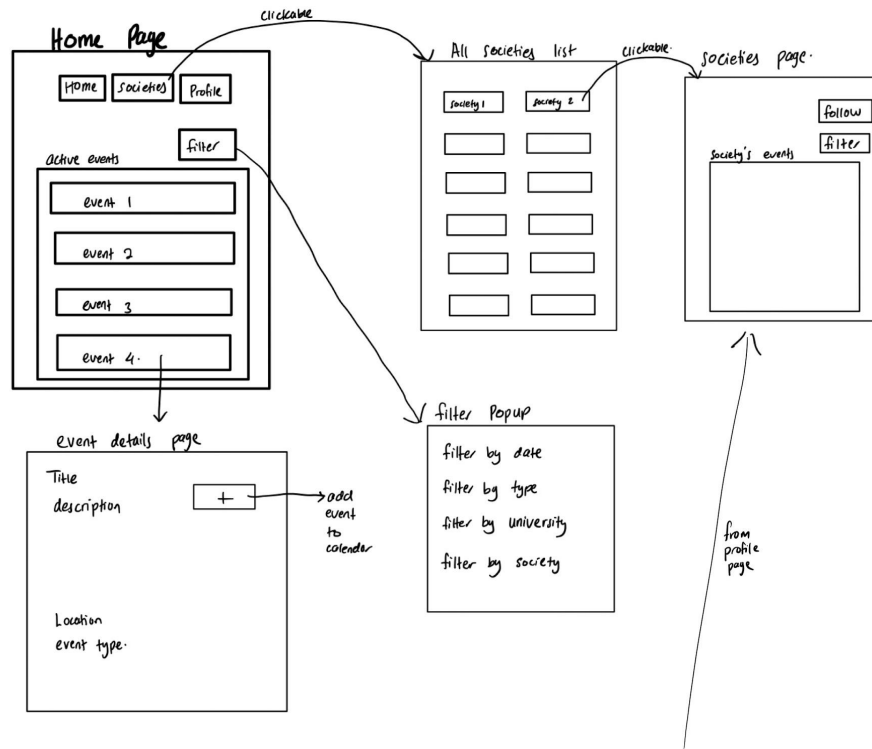 Home Page
clickable
Home
societies
Profile
filter
active events
event 1
event 2
event 3
event 4.
All societies list
clickable.
society 1
society 2
societies page.
follow
filter
society's events
event details page
Title
description
+
add
event
to
calender
Location
event type.
filter Popup
filter by date
filter by type
filter by university
filter by society
from
profile
page